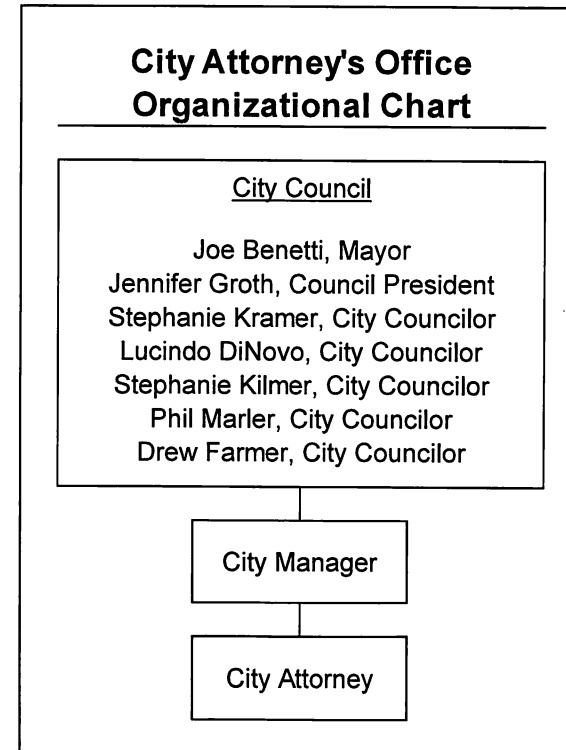 City Attorney's Office
Organizational Chart
City Council
Joe Benetti, Mayor
Jennifer Groth, Council President
Stephanie Kramer, City Councilor
Lucindo DiNovo, City Councilor
Stephanie Kilmer, City Councilor
Phil Marler, City Councilor
Drew Farmer, City Councilor
City Manager
City Attorney